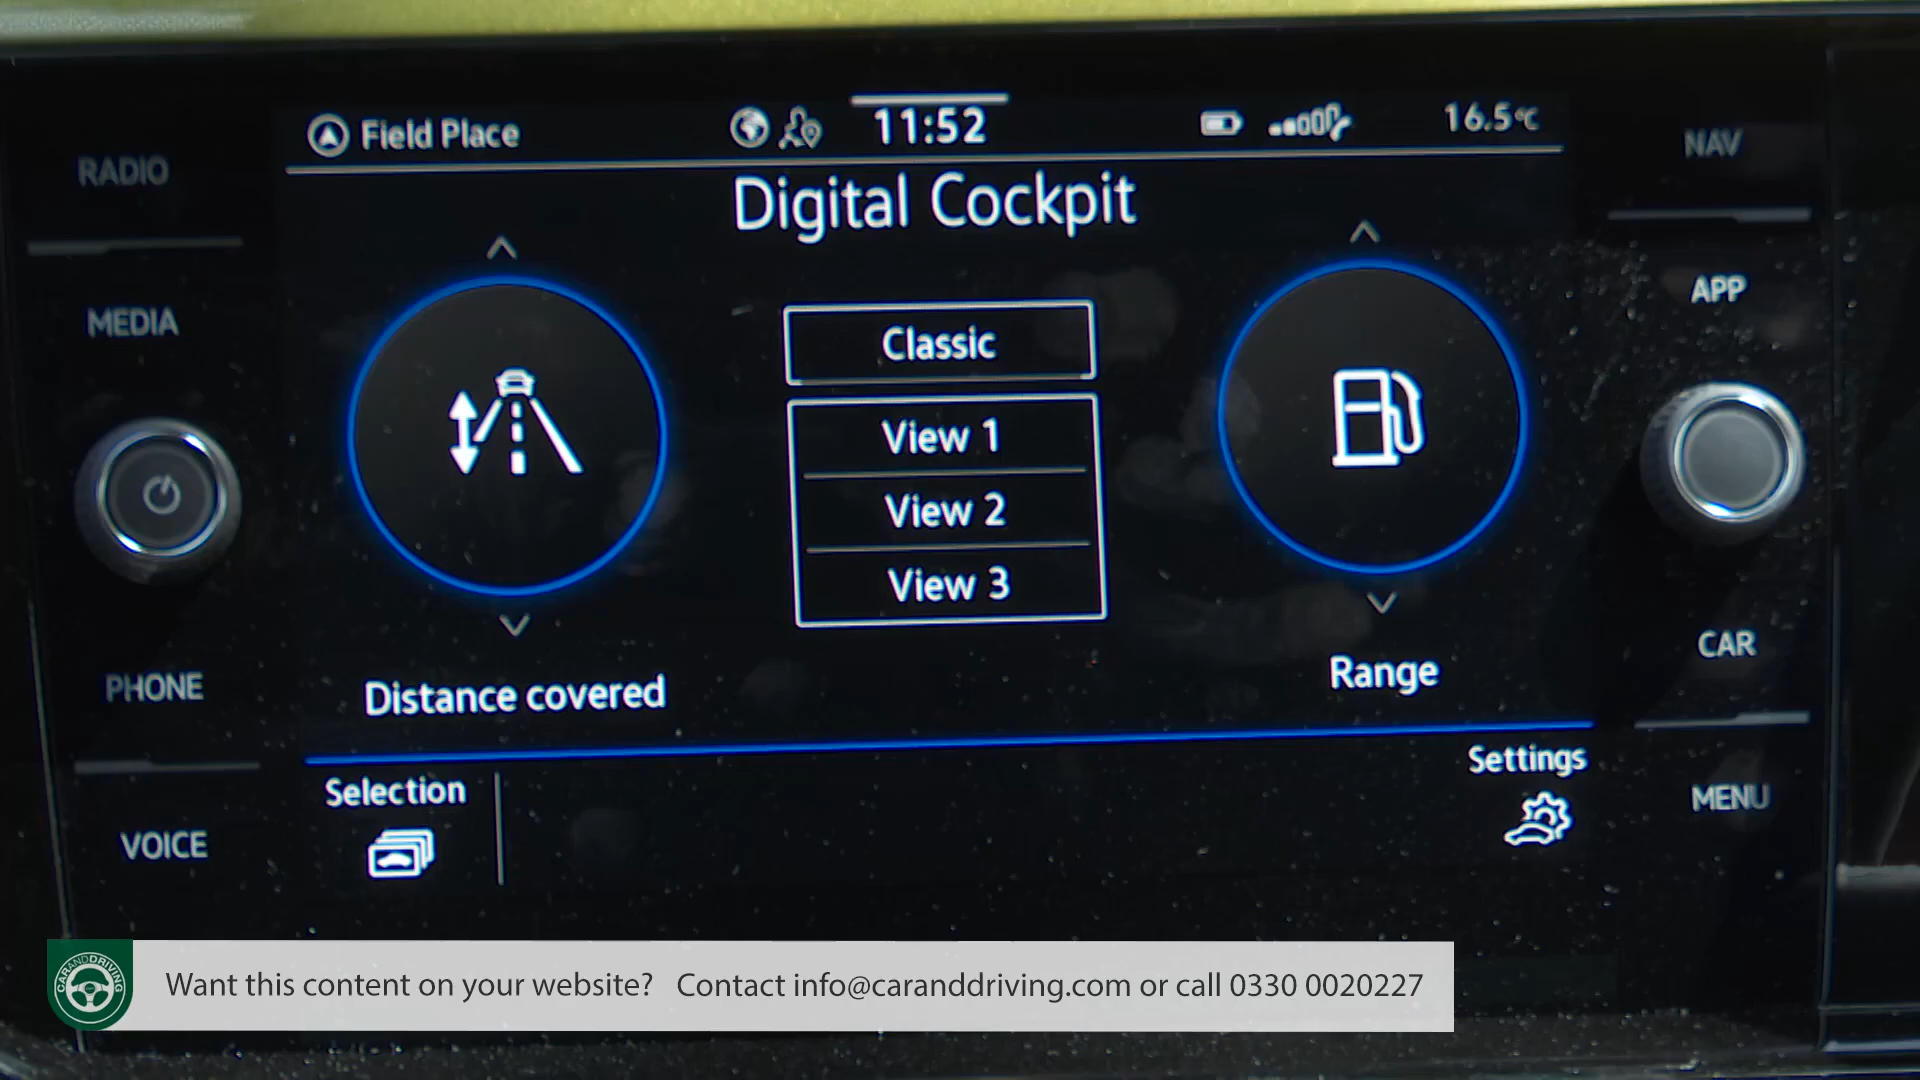 Field Place
11:52
16.5°C
RADIO
MEDIA
PHONE
VOICE
Digital Cockpit
Classic
View 1
View 2
View 3
Distance covered
Range
Selection
Settings
NAV
APP
CAR
MENU
CARANDDRIVING
Want this content on your website? Contact info@caranddriving.com or call 0330 0020227